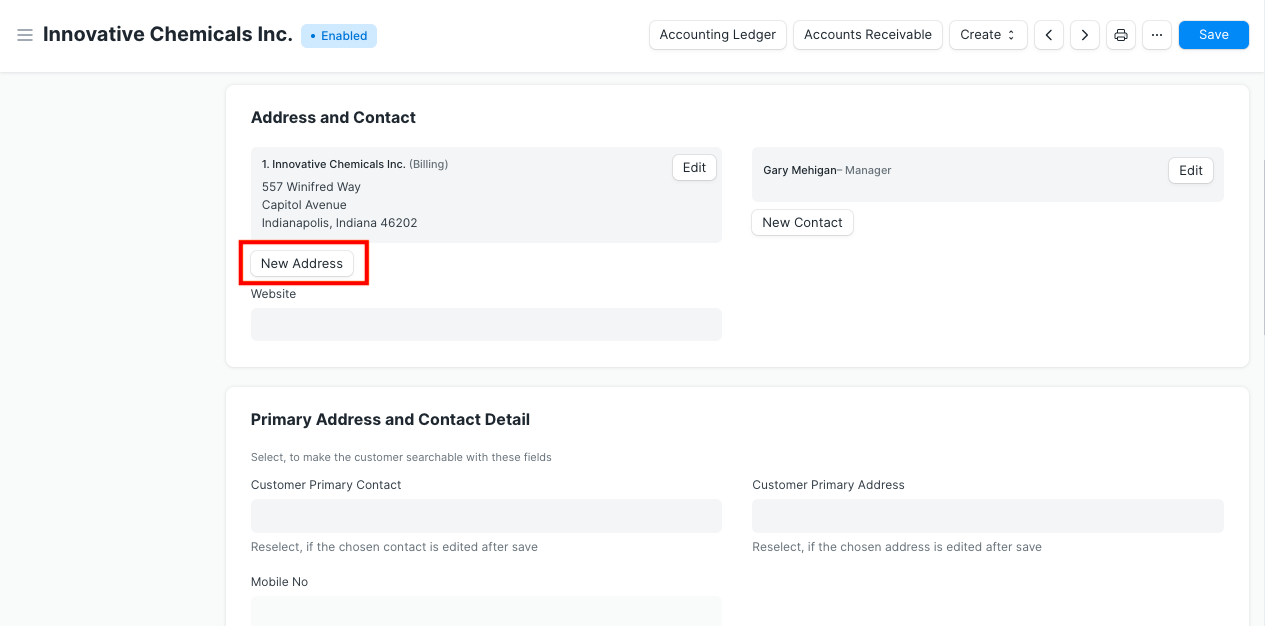 Innovative Chemicals Inc. • Enabled Accounting Ledger Accounts Receivable Create ... Save
Address and Contact
1. Innovative Chemicals Inc. (Billing) Edit
557 Winifred Way
Capitol Avenue
Indianapolis, Indiana 46202
New Address
Website
Gary Mehigan– Manager Edit
New Contact
Primary Address and Contact Detail
Select, to make the customer searchable with these fields
Customer Primary Contact
Reselect, if the chosen contact is edited after save
Customer Primary Address
Reselect, if the chosen address is edited after save
Mobile No